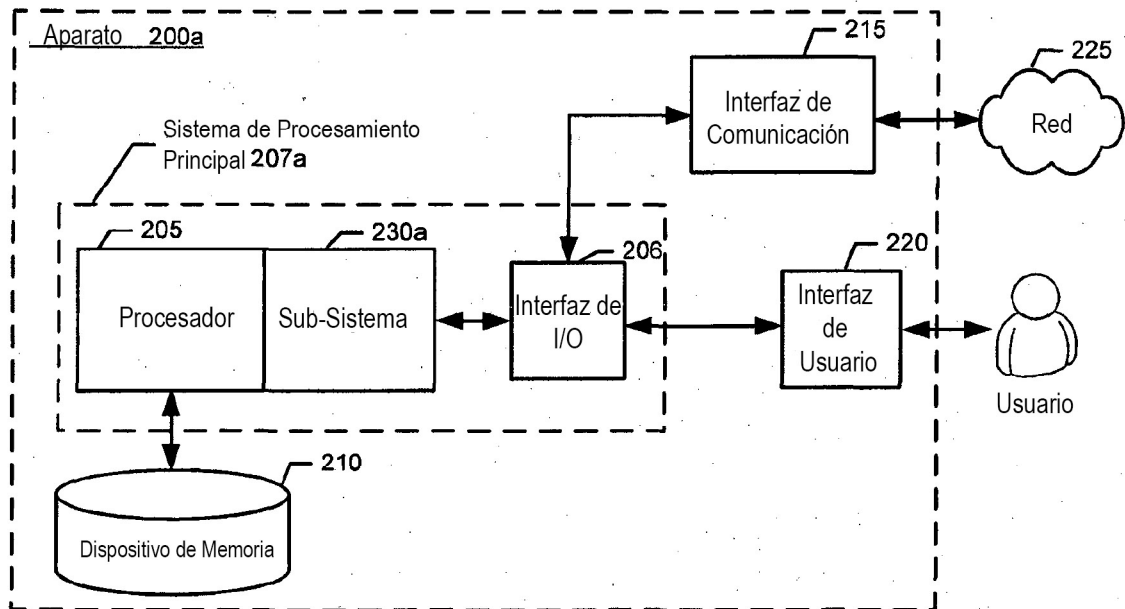 Aparato 200a
215
225
Interfaz de
Comunicación
Red
Sistema de Procesamiento
Principal 207a
205
230a
206
220
Procesador
Sub-Sistema
Interfaz de
I/O
Interfaz
de
Usuario
Usuario
210
Dispositivo de Memoria